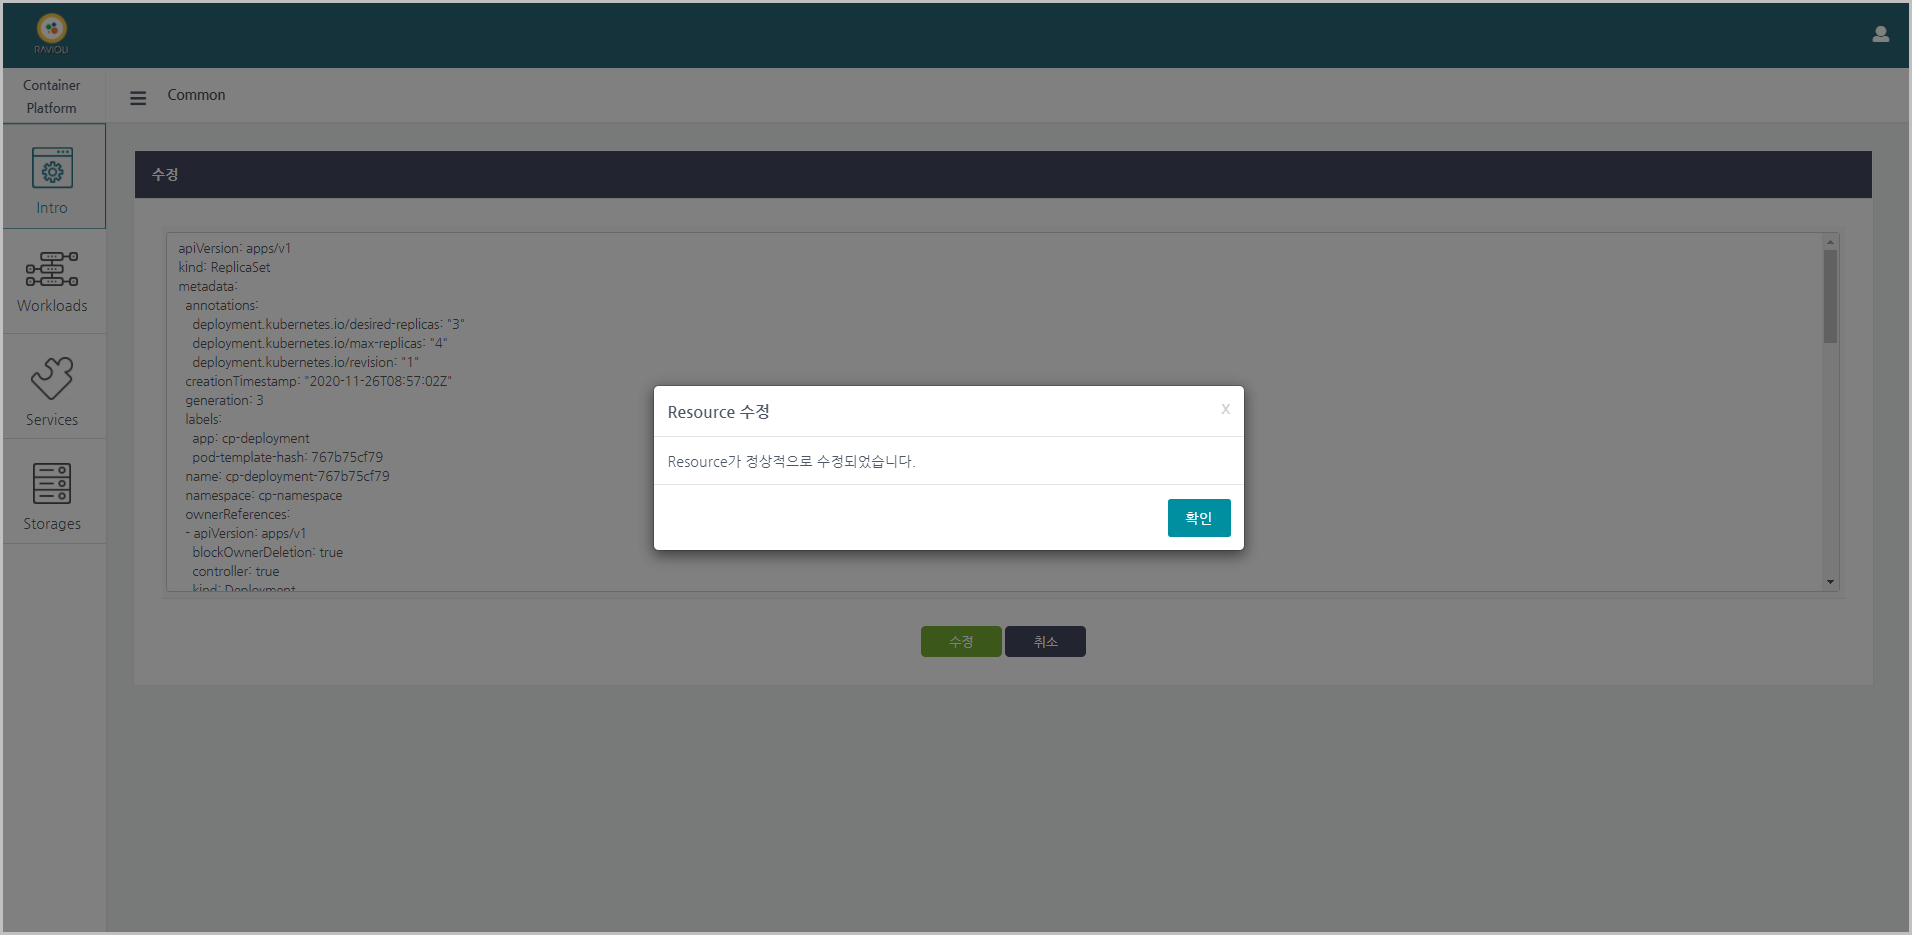 RAVIOLI
Container
Platform
Common
Intro
Workloads
Services
Storages
수정
apiVersion: apps/v1
kind: ReplicaSet
metadata:
annotations:
deployment.kubernetes.io/desired-replicas: "3"
deployment.kubernetes.io/max-replicas: "4"
deployment.kubernetes.io/revision: "1"
creationTimestamp: "2020-11-26T08:57:02Z"
generation: 3
labels:
app: cp-deployment
pod-template-hash: 767b75cf79
name: cp-deployment-767b75cf79
namespace: cp-namespace
ownerReferences:
- apiVersion: apps/v1
blockOwnerDeletion: true
controller: true
kind: Deployment
Resource 수정
X
Resource가 정상적으로 수정되었습니다.
확인
수정 취소